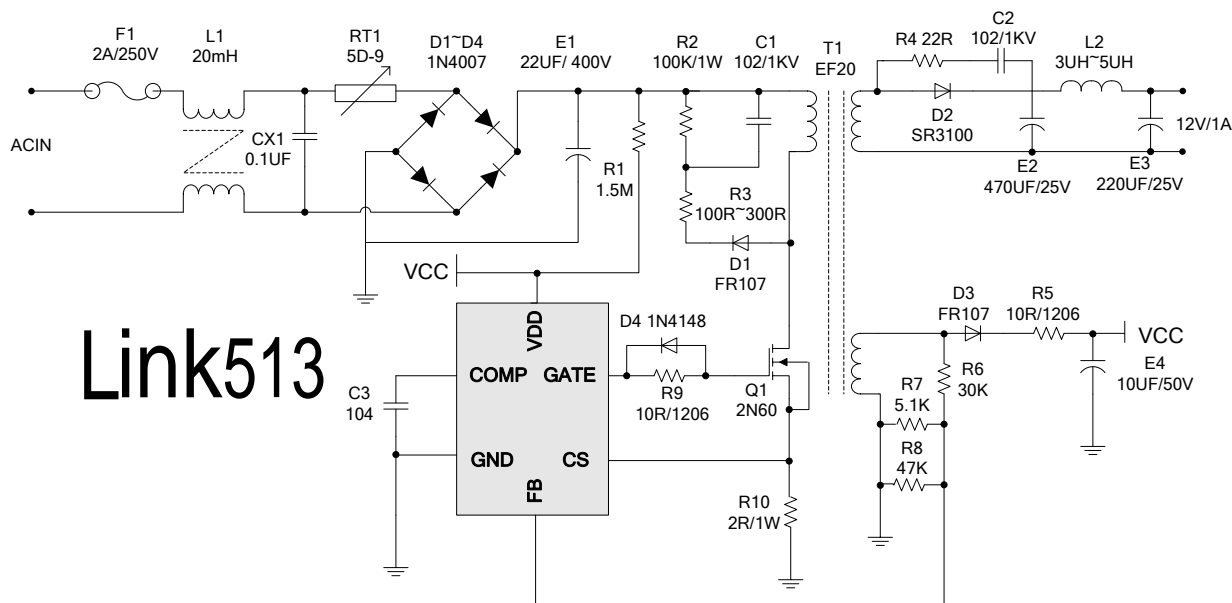 F1
2A/250V
L1
20mH
RT1
5D-9
D1~D4
1N4007
E1
22UF/ 400V
R2
100K/1W
C1
102/1KV
T1
EF20
R4 22R
C2
102/1KV
L2
3UH~5UH
ACIN
CX1
0.1UF
R1
1.5M
D2
SR3100
12V/1A
E2
470UF/25V
E3
220UF/25V
R3
100R~300R
D1
FR107
VCC
Link513
VDD
COMP
GATE
GND
CS
FB
C3
104
D4 1N4148
R9
10R/1206
Q1
2N60
R10
2R/1W
D3
FR107
R5
10R/1206
VCC
E4
10UF/50V
R6
30K
R7
5.1K
R8
47K